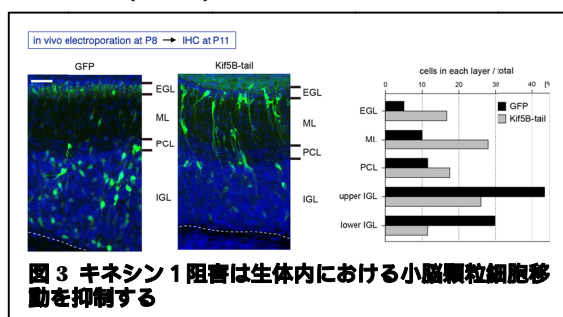 in vivo electroporation at P8 → IHC at P11
GFP
Kif5B-tail
EGL
ML
PCL
IGL
EGL
ML
PCL
IGL
cells in each layer / total
0 10 20 30 40 [%
GFP
Kif5B-tail
EGL
ML
PCL
upper IGL
lower IGL
図 3 キネシン 1 阻害は生体内における小脳顆粒細胞移
動を抑制する